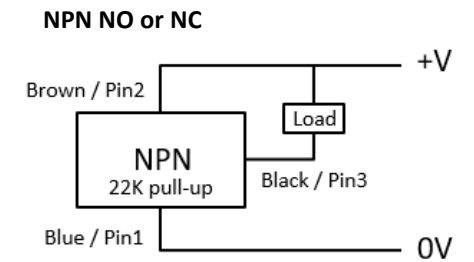 NPN NO or NC
+V
Brown / Pin2
Load
NPN
22K pull-up
Black / Pin3
Blue / Pin1
0V